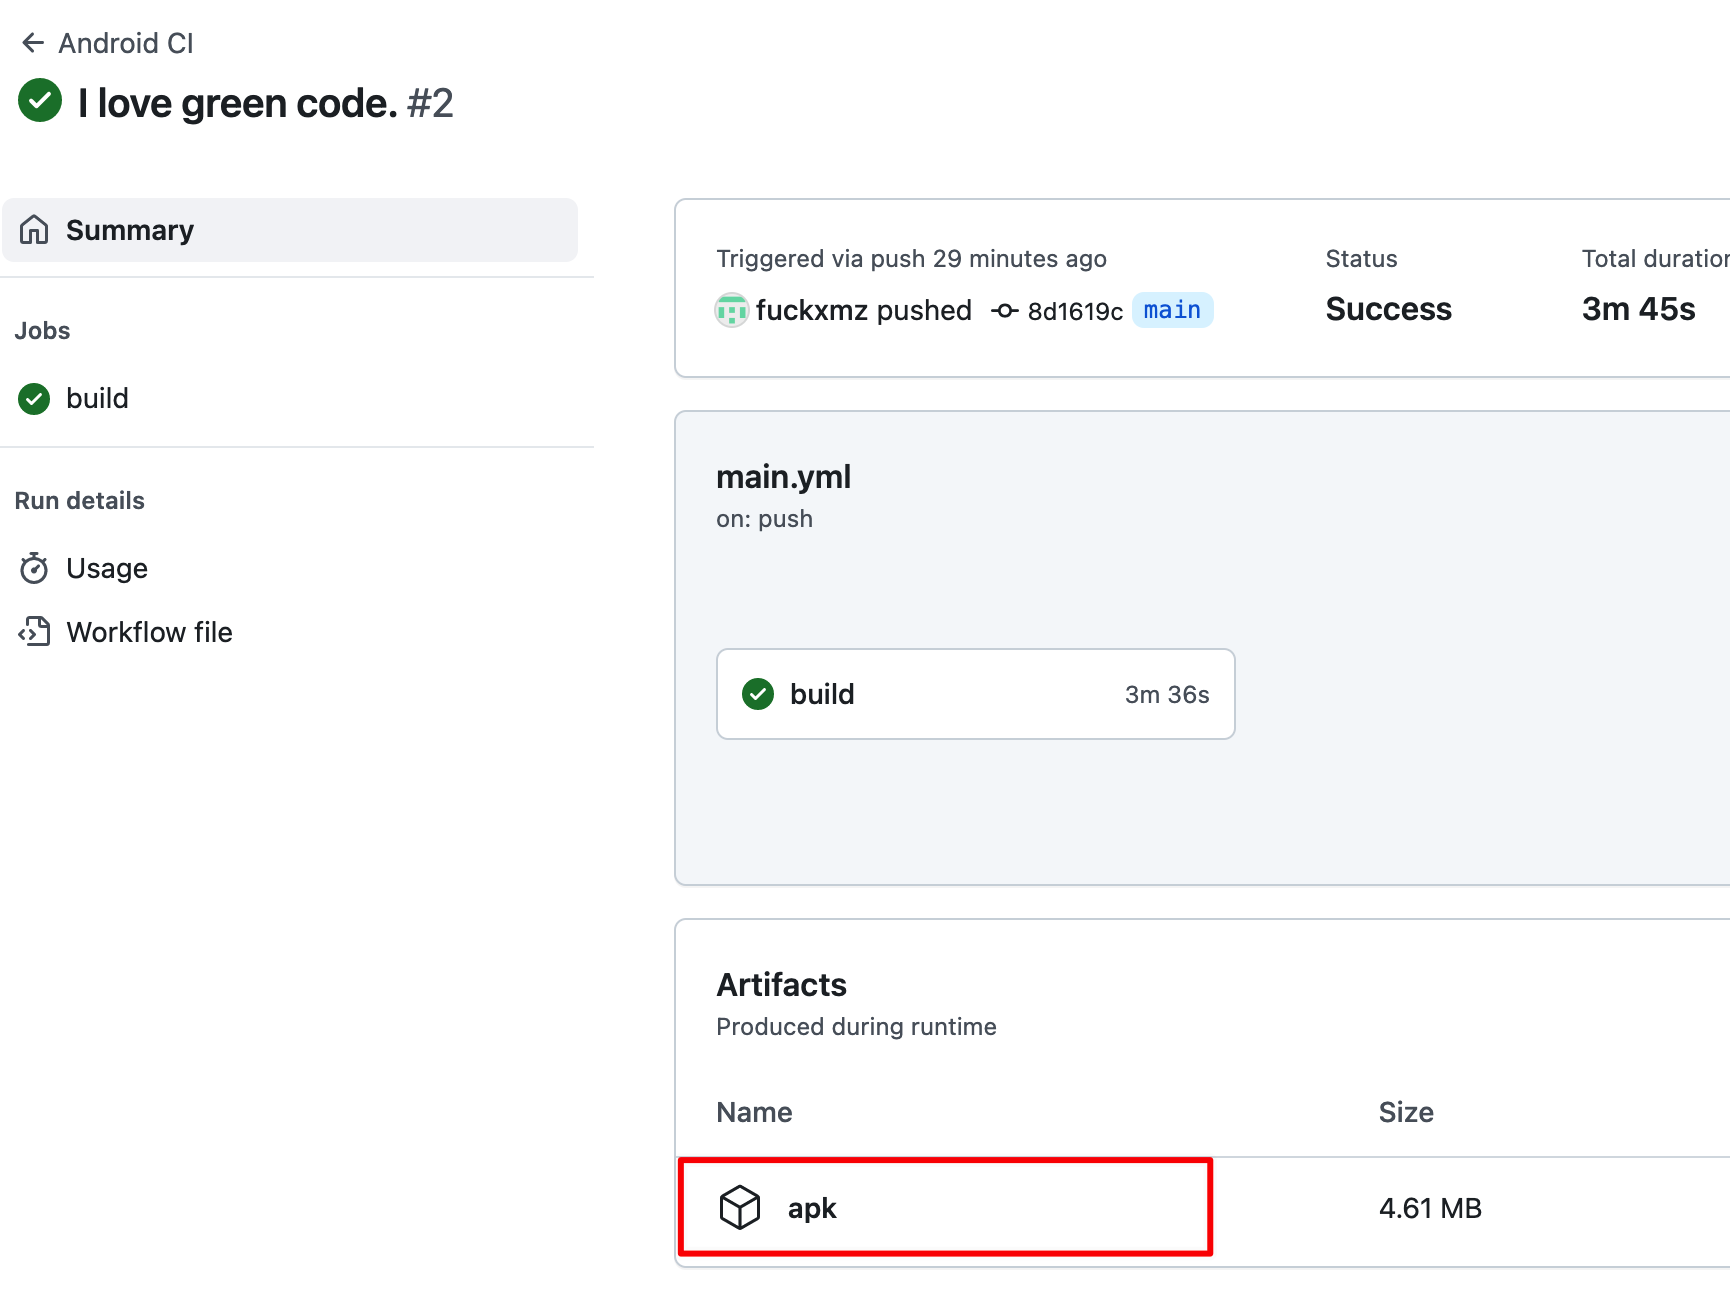 Android CI
I love green code. #2
Summary
Jobs
build
Run details
Usage
Workflow file
Triggered via push 29 minutes ago
fuckxmz pushed 8d1619c main
Status
Success
Total duration
3m 45s
main.yml
on: push
build 3m 36s
Artifacts
Produced during runtime
Name Size
apk 4.61 MB